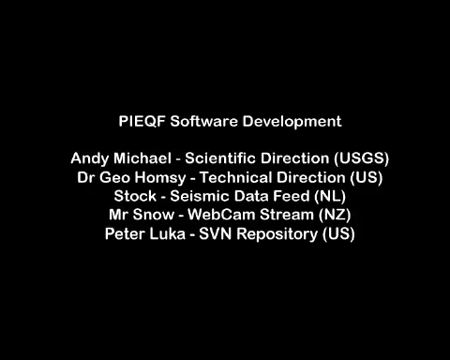 PIEQF Software Development
Andy Michael - Scientific Direction (USGS)
Dr Geo Homsy - Technical Direction (US)
Stock - Seismic Data Feed (NL)
Mr Snow - WebCam Stream (NZ)
Peter Luka - SVN Repository (US)